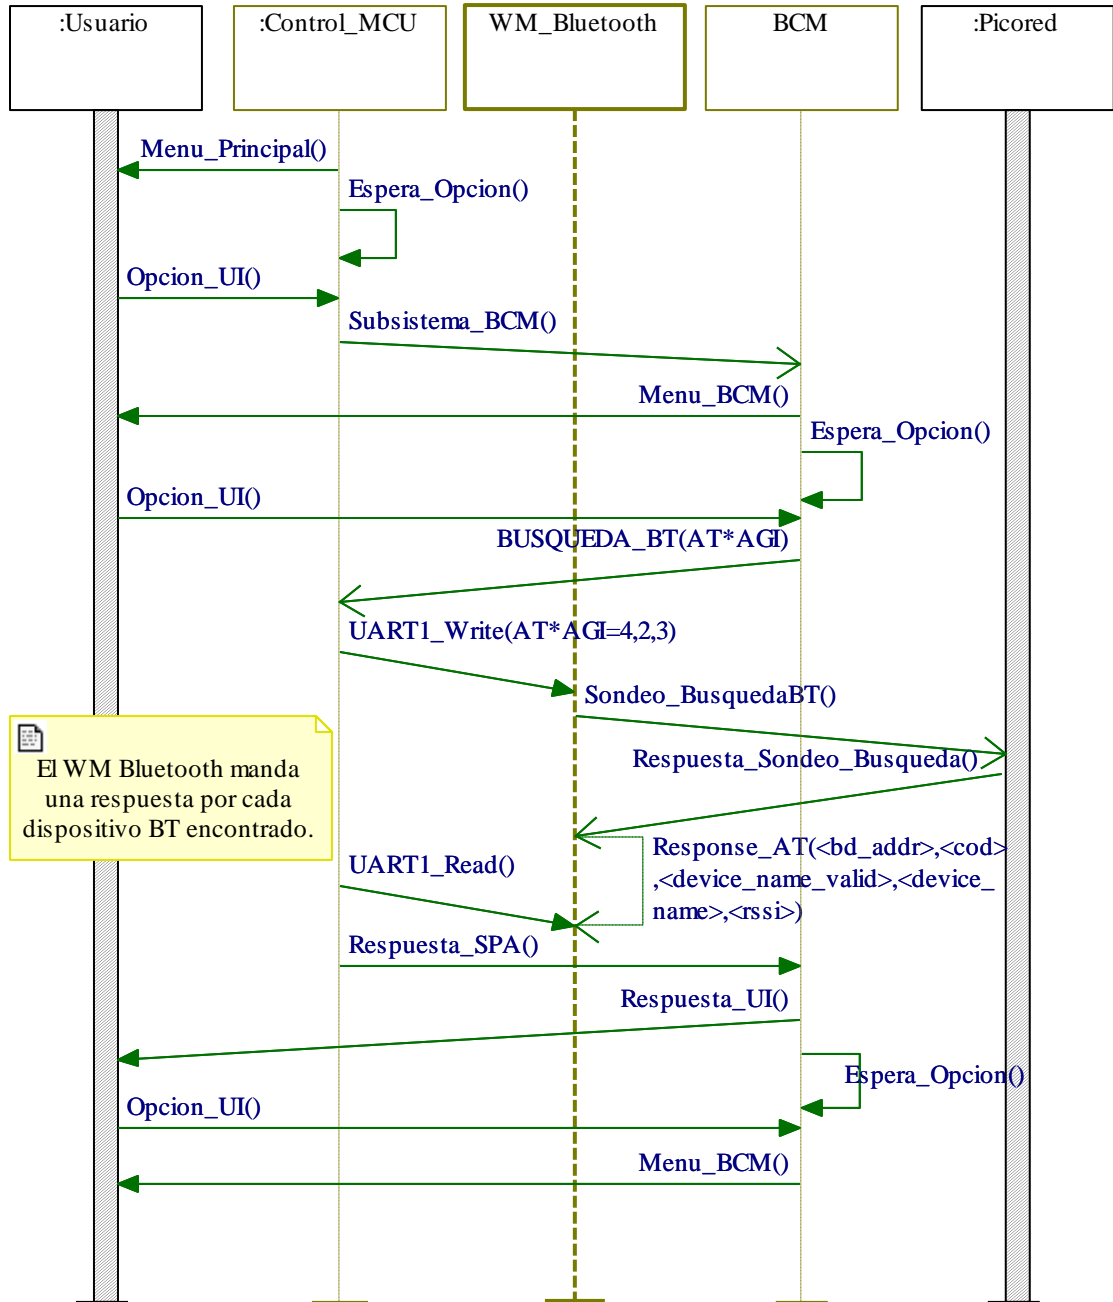 :Usuario
:Control_MCU
WM_Bluetooth
BCM
:Picored
Menu_Principal()
Espera_Opcion()
Opcion_UI()
Subsistema_BCM()
Menu_BCM()
Espera_Opcion()
Opcion_UI()
BUSQUEDA_BT(AT*AGI)
UART1_Write(AT*AGI=4,2,3)
Sondeo_BusquedaBT()
Respuesta_Sondeo_Busqueda()
El WM Bluetooth manda
una respuesta por cada
dispositivo BT encontrado.
Response_AT(<bd_addr>,<cod>
,<device_name_valid>,<device_
name>,<rssi>)
UART1_Read()
Respuesta_SPA()
Respuesta_UI()
Espera_Opcion()
Opcion_UI()
Menu_BCM()